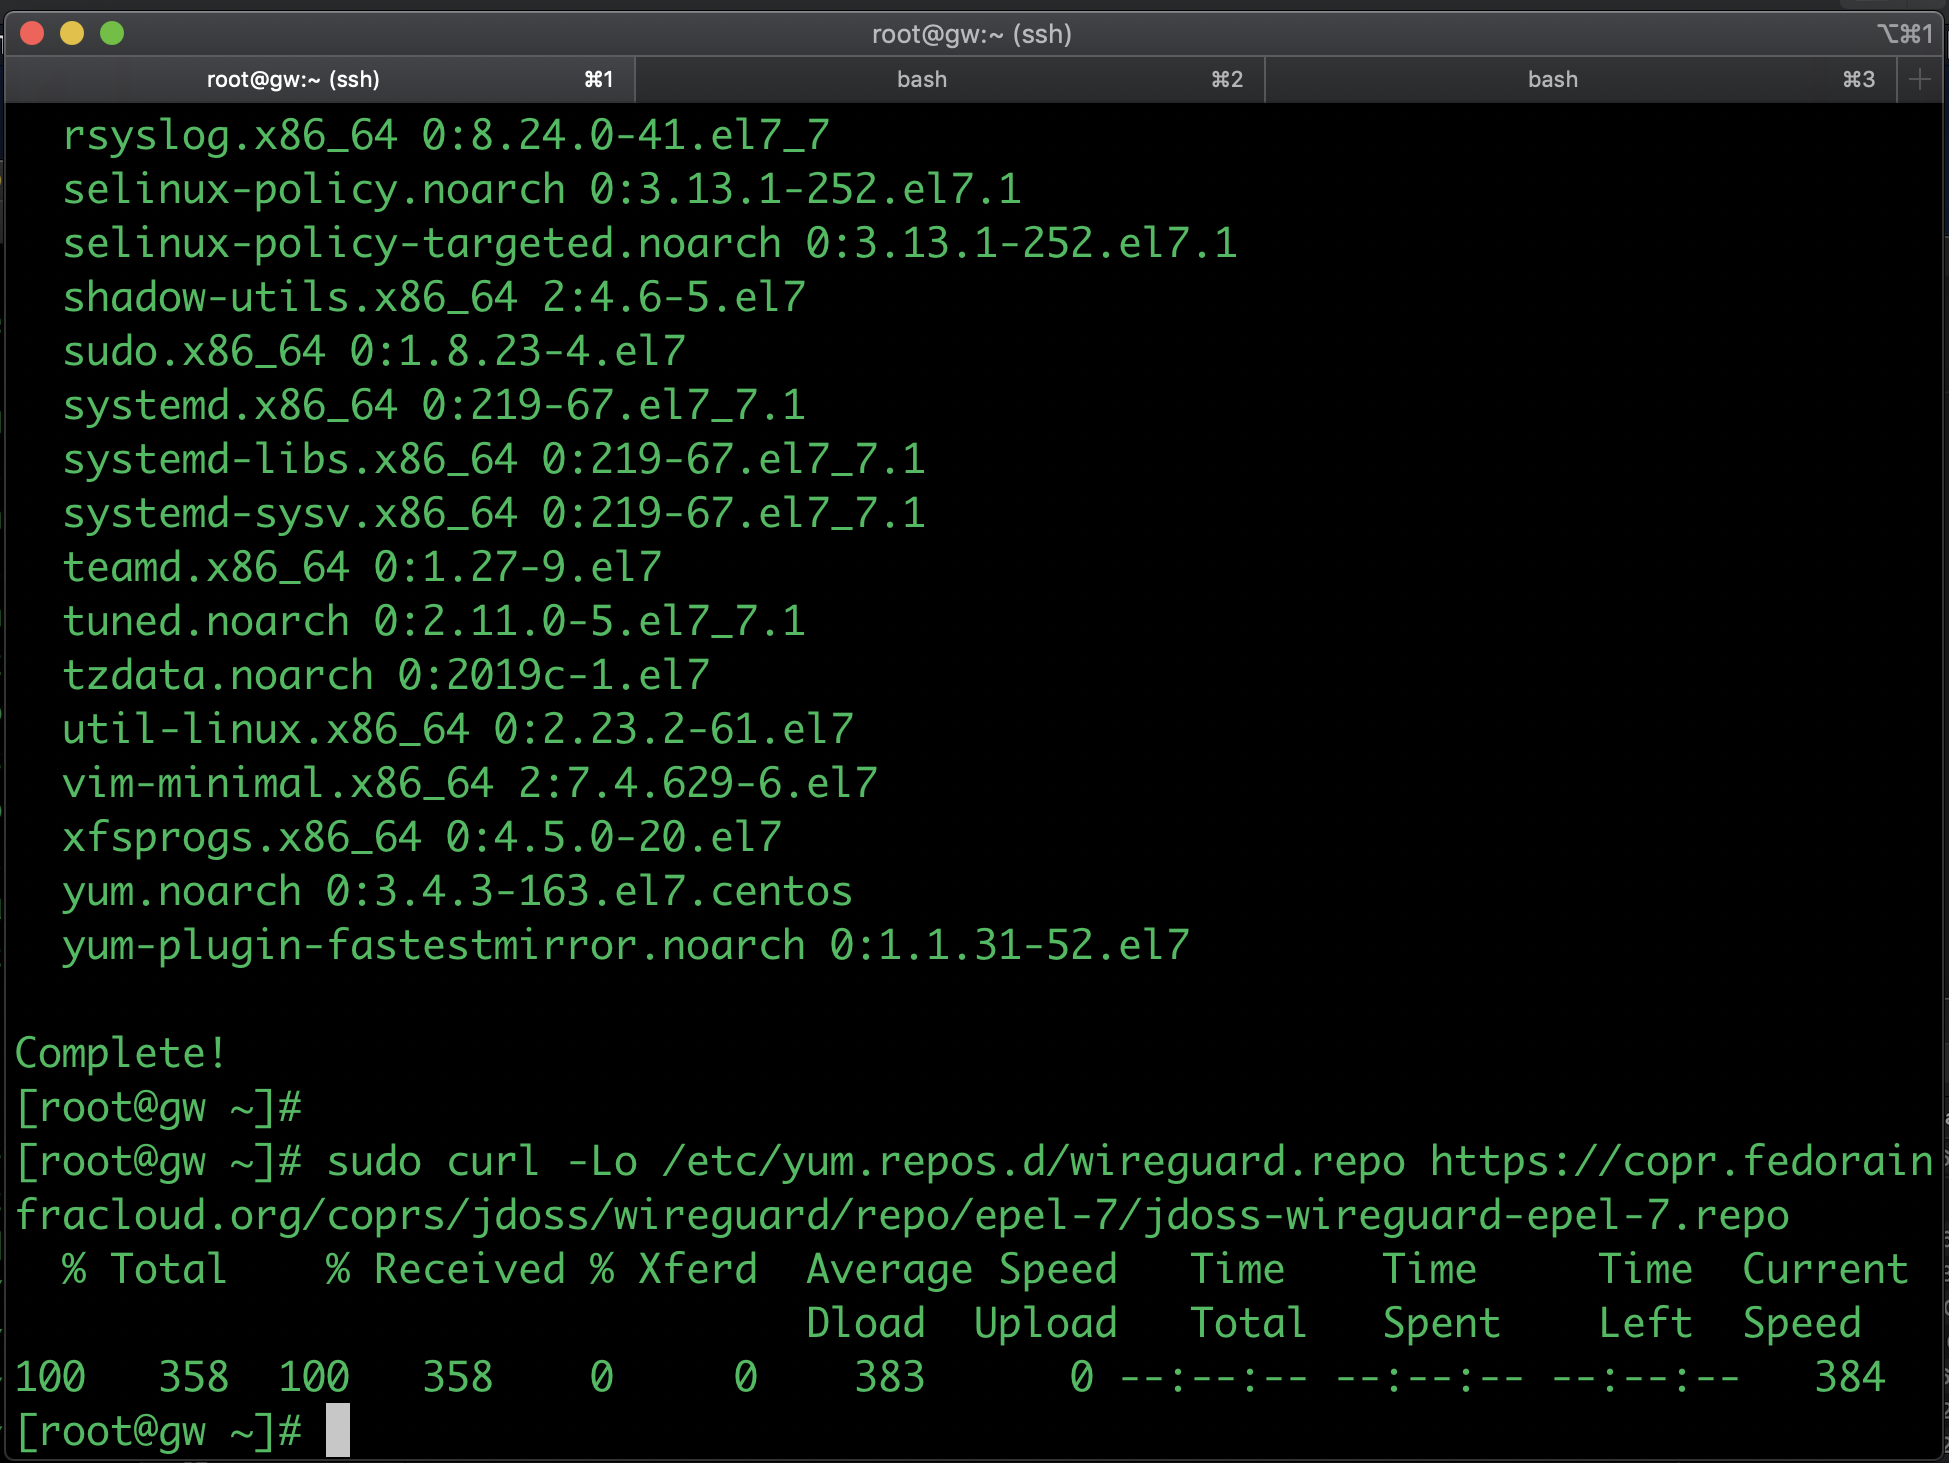 root@gw:~ (ssh) ⌥⌘1
root@gw:~ (ssh) ⌘1 bash ⌘2 bash ⌘3 +
rsyslog.x86_64 0:8.24.0-41.el7_7
selinux-policy.noarch 0:3.13.1-252.el7.1
selinux-policy-targeted.noarch 0:3.13.1-252.el7.1
shadow-utils.x86_64 2:4.6-5.el7
sudo.x86_64 0:1.8.23-4.el7
systemd.x86_64 0:219-67.el7_7.1
systemd-libs.x86_64 0:219-67.el7_7.1
systemd-sysv.x86_64 0:219-67.el7_7.1
teamd.x86_64 0:1.27-9.el7
tuned.noarch 0:2.11.0-5.el7_7.1
tzdata.noarch 0:2019c-1.el7
util-linux.x86_64 0:2.23.2-61.el7
vim-minimal.x86_64 2:7.4.629-6.el7
xfsprogs.x86_64 0:4.5.0-20.el7
yum.noarch 0:3.4.3-163.el7.centos
yum-plugin-fastestmirror.noarch 0:1.1.31-52.el7
Complete!
[root@gw ~]#
[root@gw ~]# sudo curl -Lo /etc/yum.repos.d/wireguard.repo https://copr.fedorain
fracloud.org/coprs/jdoss/wireguard/repo/epel-7/jdoss-wireguard-epel-7.repo
% Total % Received % Xferd Average Speed Time Time Time Current
Dload Upload Total Spent Left Speed
100 358 100 358 0 0 383 0 --:--:-- --:--:-- --:--:-- 384
[root@gw ~]#